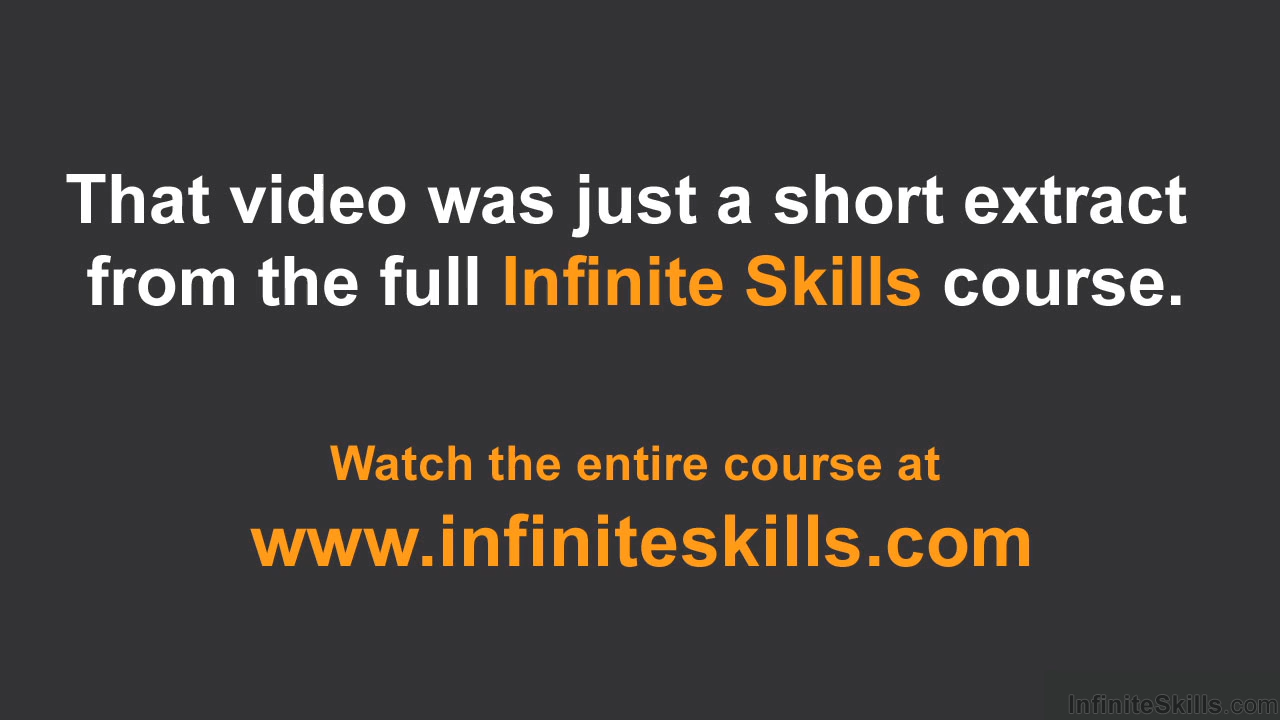 That video was just a short extract
from the full Infinite Skills course.
Watch the entire course at
www.infiniteskills.com
InfiniteSkills.com